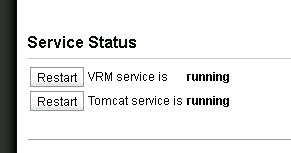 Service Status
Restart VRM service is running
Restart Tomcat service is running